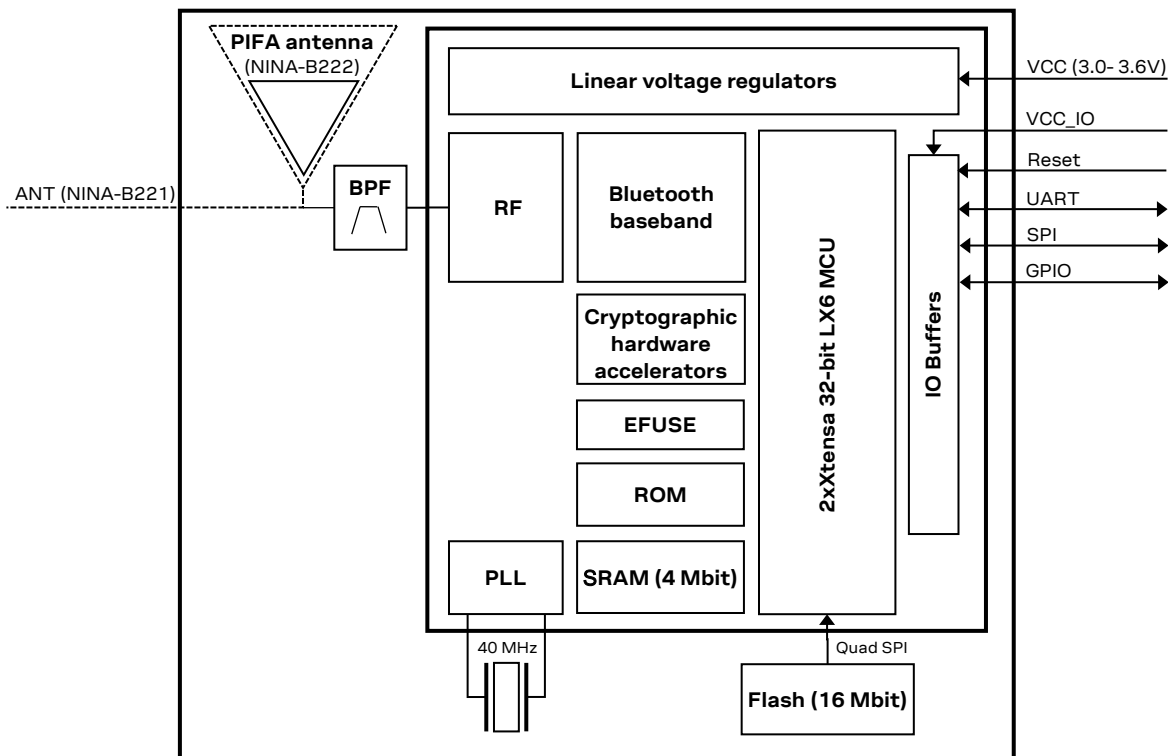 PIFA antenna
(NINA-B222)
Linear voltage regulators
VCC (3.0- 3.6V)
VCC_IO
Reset
UART
SPI
GPIO
ANT (NINA-B221)
BPF
RF
Bluetooth
baseband
Cryptographic
hardware
accelerators
EFUSE
ROM
SRAM (4 Mbit)
PLL
2xXtensa 32-bit LX6 MCU
IO Buffers
40 MHz
Quad SPI
Flash (16 Mbit)